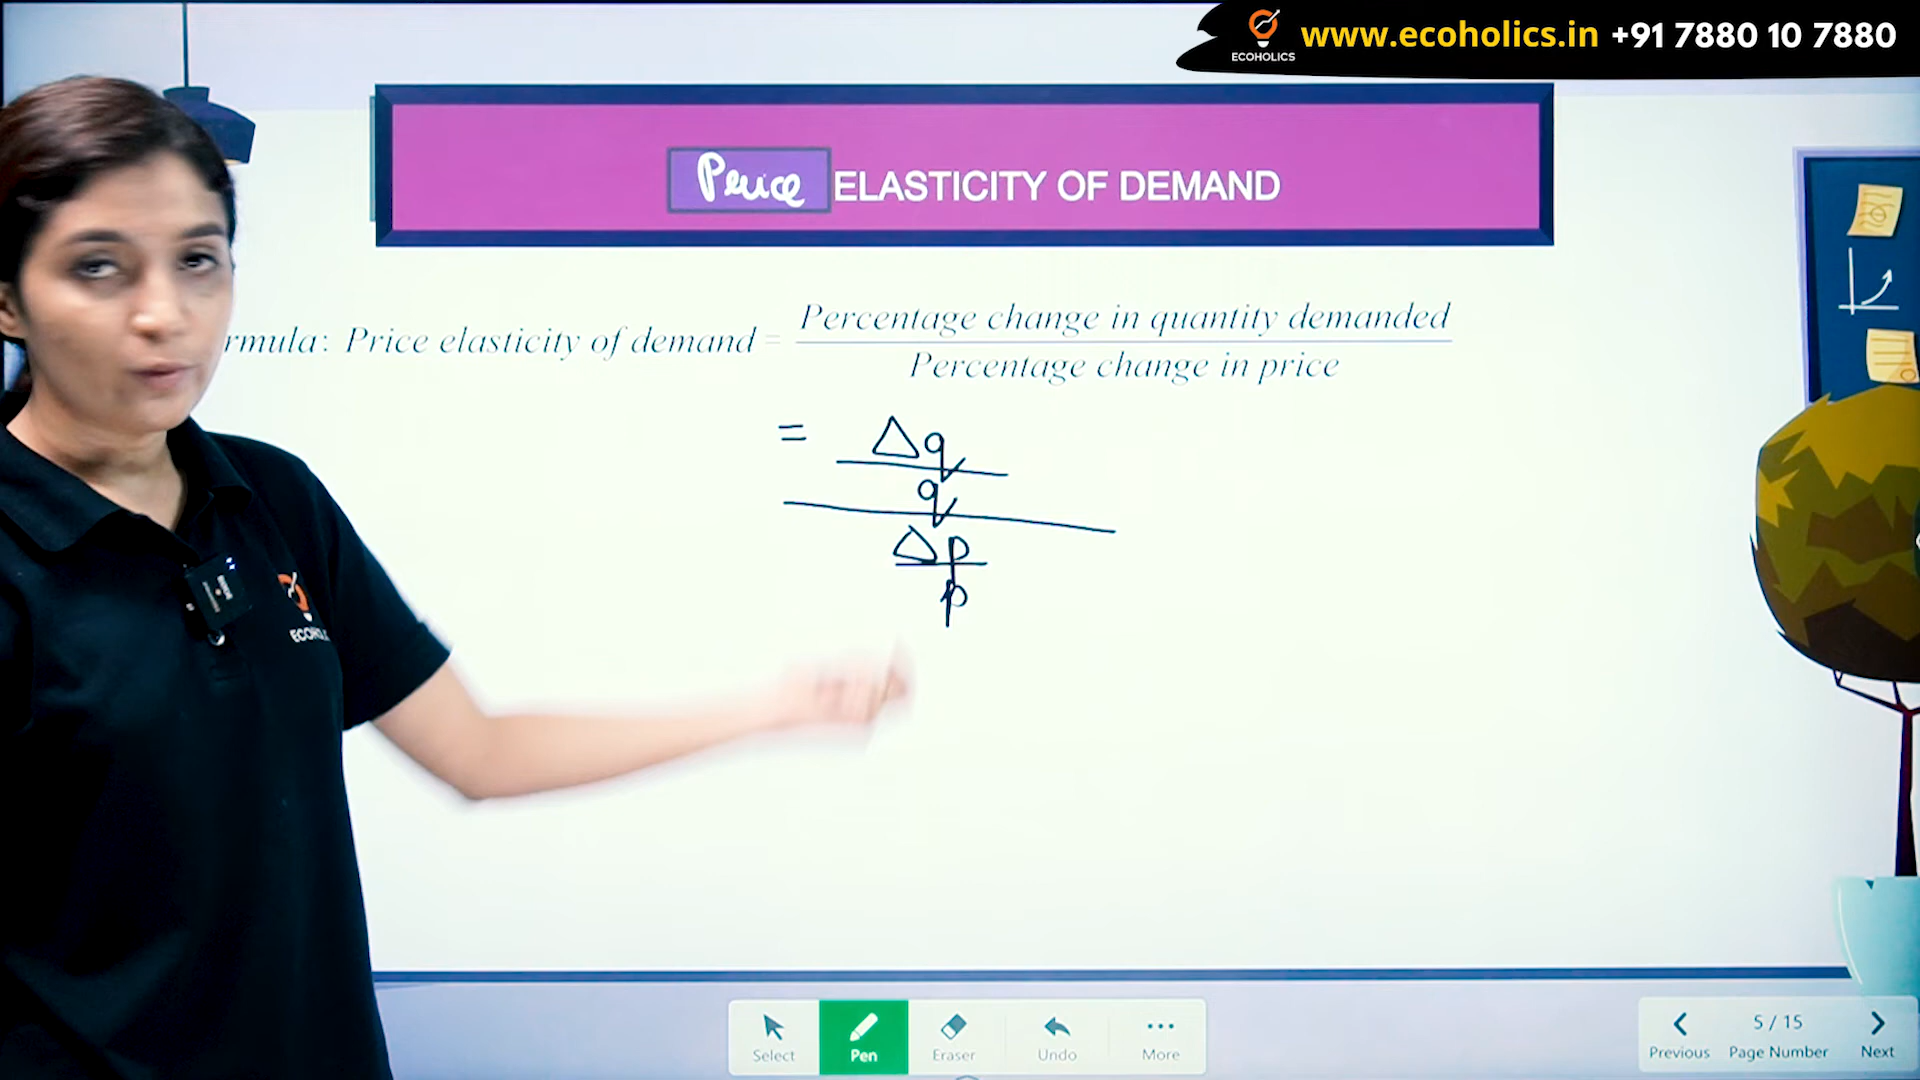 ECOHOLICS
www.ecoholics.in +91 7880 10 7880
Price ELASTICITY OF DEMAND
rmula: Price elasticity of demand = Percentage change in quantity demanded
Percentage change in price
= Δq
q
Δp
p
Select
Pen
Eraser
Undo
More
5 / 15
Previous Page Number Next